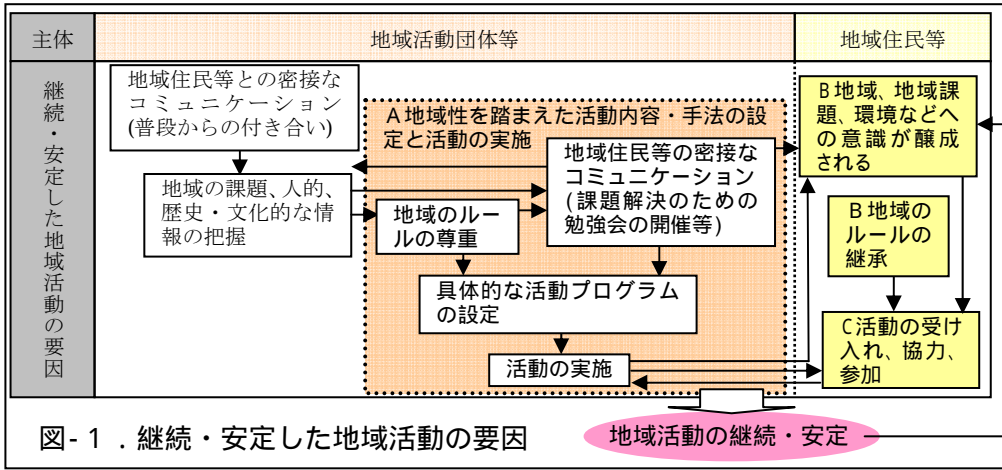 主体
地域活動団体等
地域住民等
継続・安定した地域活動の要因
地域住民等との密接な
コミュニケーション
(普段からの付き合い)
地域の課題、人的、
歴史・文化的な情
報の把握
A地域性を踏まえた活動内容・手法の設
定と活動の実施
地域のルー
ルの尊重
地域住民等の密接な
コミュニケーション
(課題解決のための
勉強会の開催等)
具体的な活動プログラム
の設定
活動の実施
B地域、地域課
題、環境などへ
の意識が醸成
される
B地域の
ルールの
継承
C活動の受け
入れ、協力、
参加
図-1．継続・安定した地域活動の要因
地域活動の継続・安定